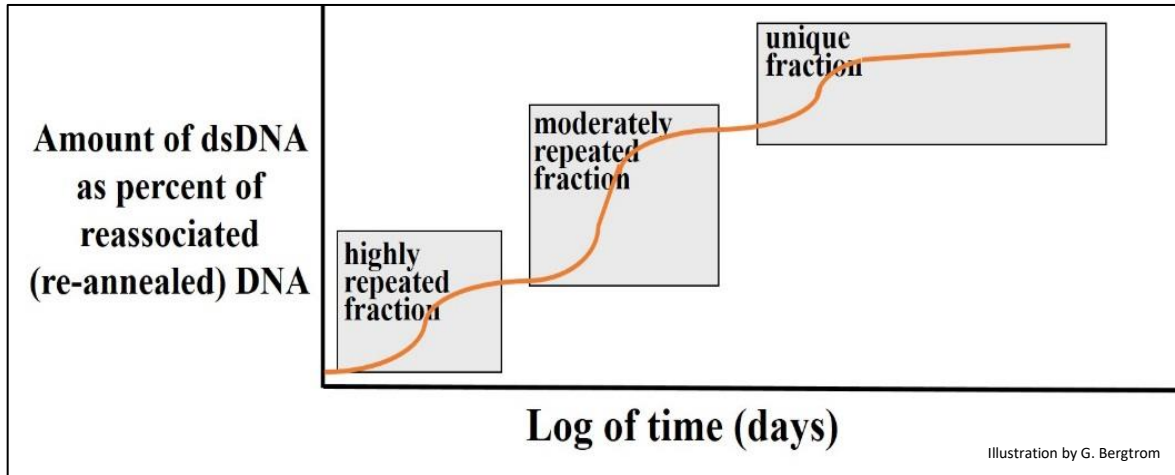 Amount of dsDNA
as percent of
reassociated
(re-annealed) DNA
highly
repeated
fraction
moderately
repeated
fraction
unique
fraction
Log of time (days)
Illustration by G. Bergtrom